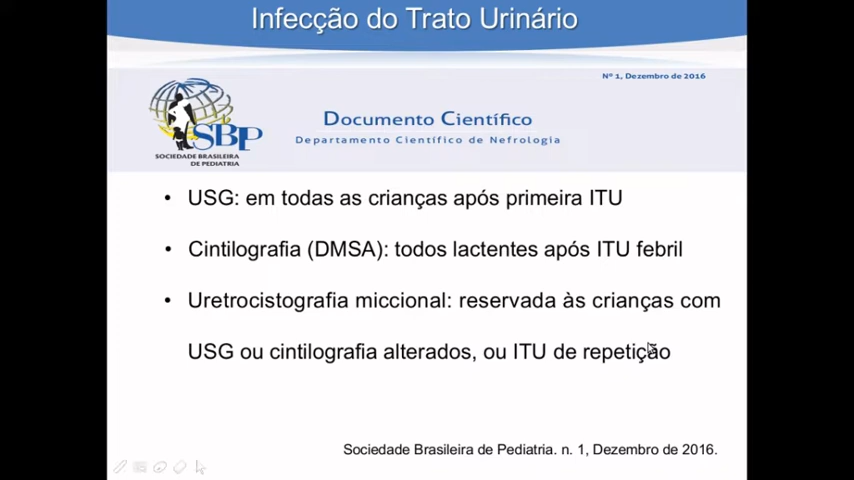 Infecção do Trato Urinário
Nº 1, Dezembro de 2016
SBP
SOCIEDADE BRASILEIRA
DE PEDIATRIA
Documento Científico
Departamento Científico de Nefrologia
• USG: em todas as crianças após primeira ITU
• Cintilografia (DMSA): todos lactentes após ITU febril
• Uretrocistografia miccional: reservada às crianças com
USG ou cintilografia alterados, ou ITU de repetição
Sociedade Brasileira de Pediatria. n. 1, Dezembro de 2016.